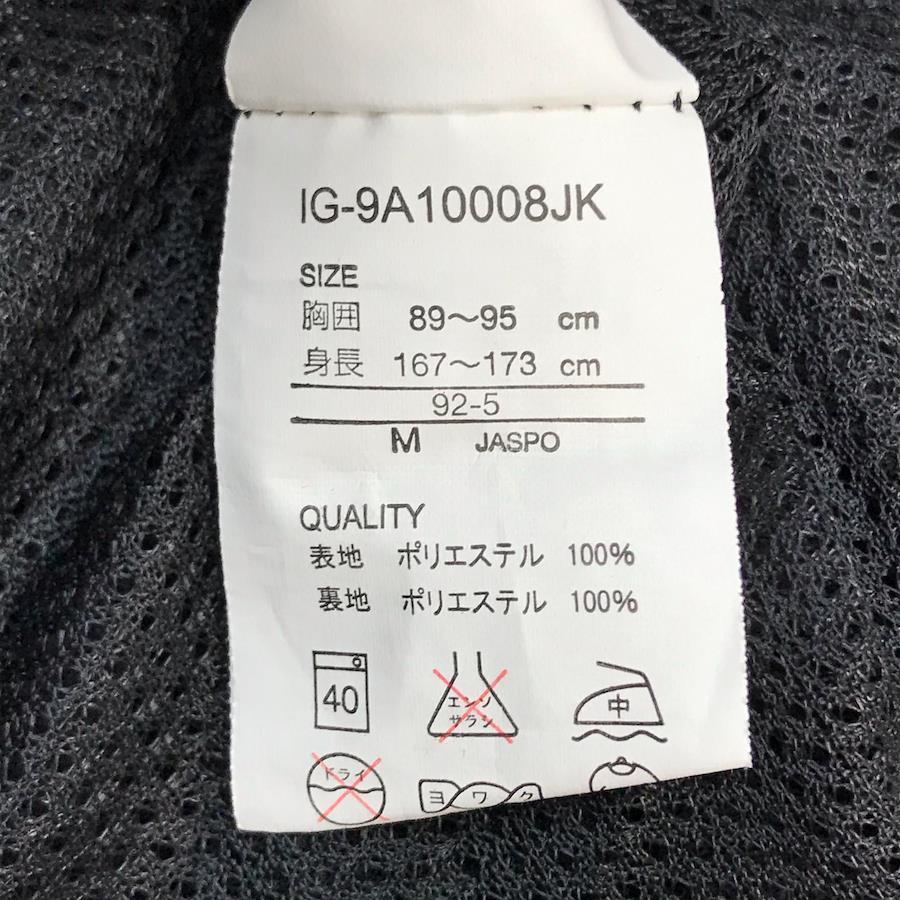 IG-9A10008JK
SIZE
胸囲 89〜95 cm
身長 167〜173 cm
92-5
M JASPO
QUALITY
表地 ポリエステル 100%
裏地 ポリエステル 100%
40
エンソ
サラシ
中
ドライ
ヨワク